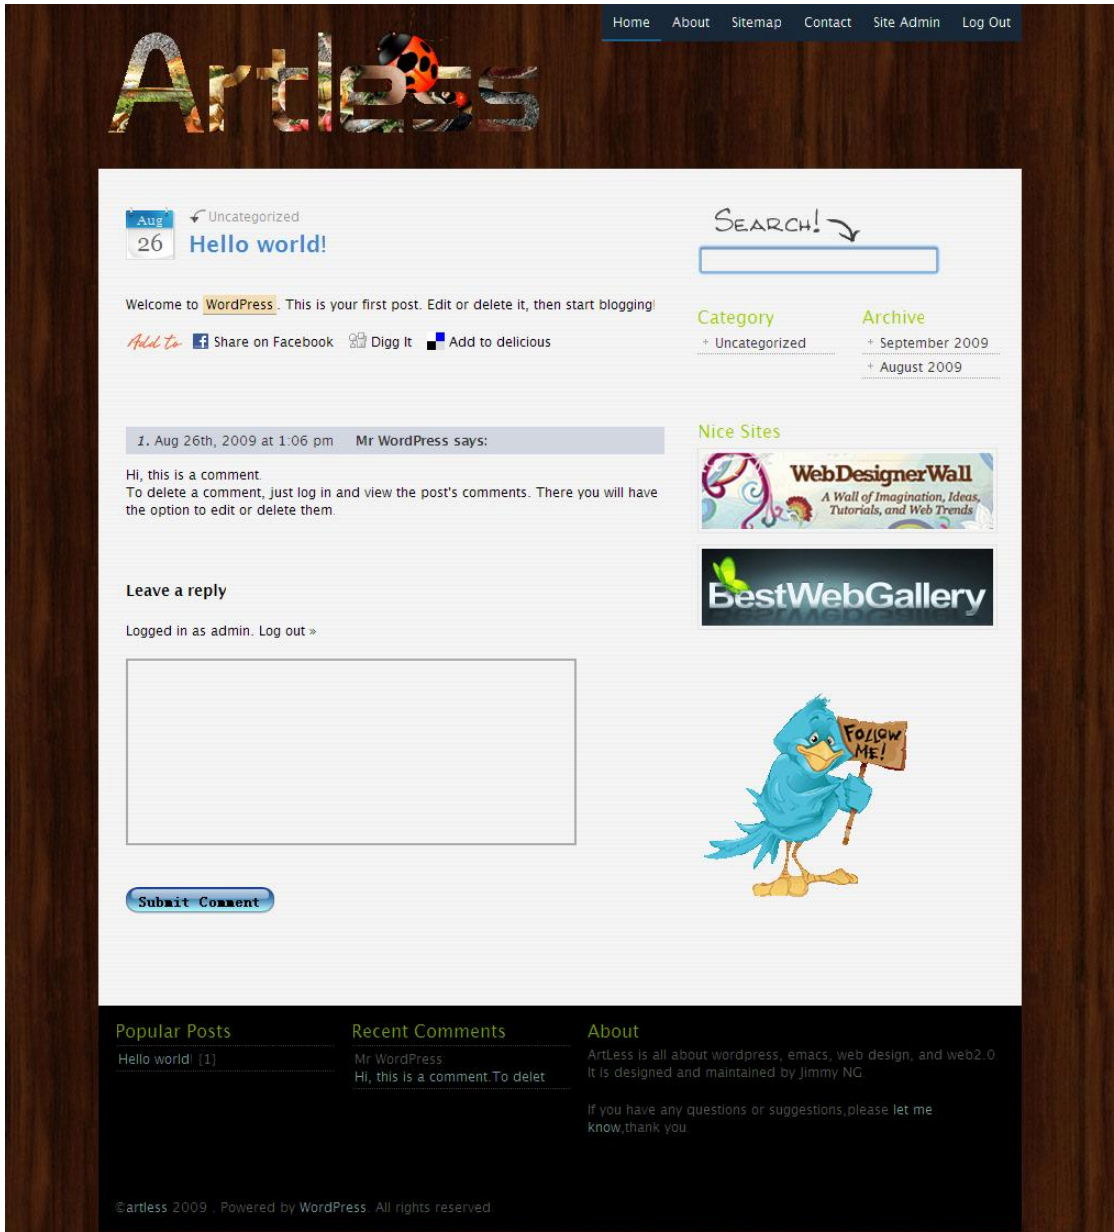 Home About Sitemap Contact Site Admin Log Out
Artless
Aug
26
Uncategorized
Hello world!
Welcome to WordPress. This is your first post. Edit or delete it, then start blogging!
Add to Share on Facebook Digg It Add to delicious
1. Aug 26th, 2009 at 1:06 pm Mr WordPress says:
Hi, this is a comment.
To delete a comment, just log in and view the post's comments. There you will have
the option to edit or delete them.
Leave a reply
Logged in as admin. Log out »
Submit Comment
SEARCH!
Category
+ Uncategorized
Archive
+ September 2009
+ August 2009
Nice Sites
WebDesignerWall
A Wall of Imagination, Ideas,
Tutorials, and Web Trends
BestWebGallery
FOLLOW
ME!
Popular Posts
Hello world! {1}
Recent Comments
Mr WordPress:
Hi, this is a comment.To delet
About
ArtLess is all about wordpress, emacs, web design, and web2.0
It is designed and maintained by Jimmy NG.
If you have any questions or suggestions,please let me
know,thank you.
©artless 2009 . Powered by WordPress. All rights reserved.